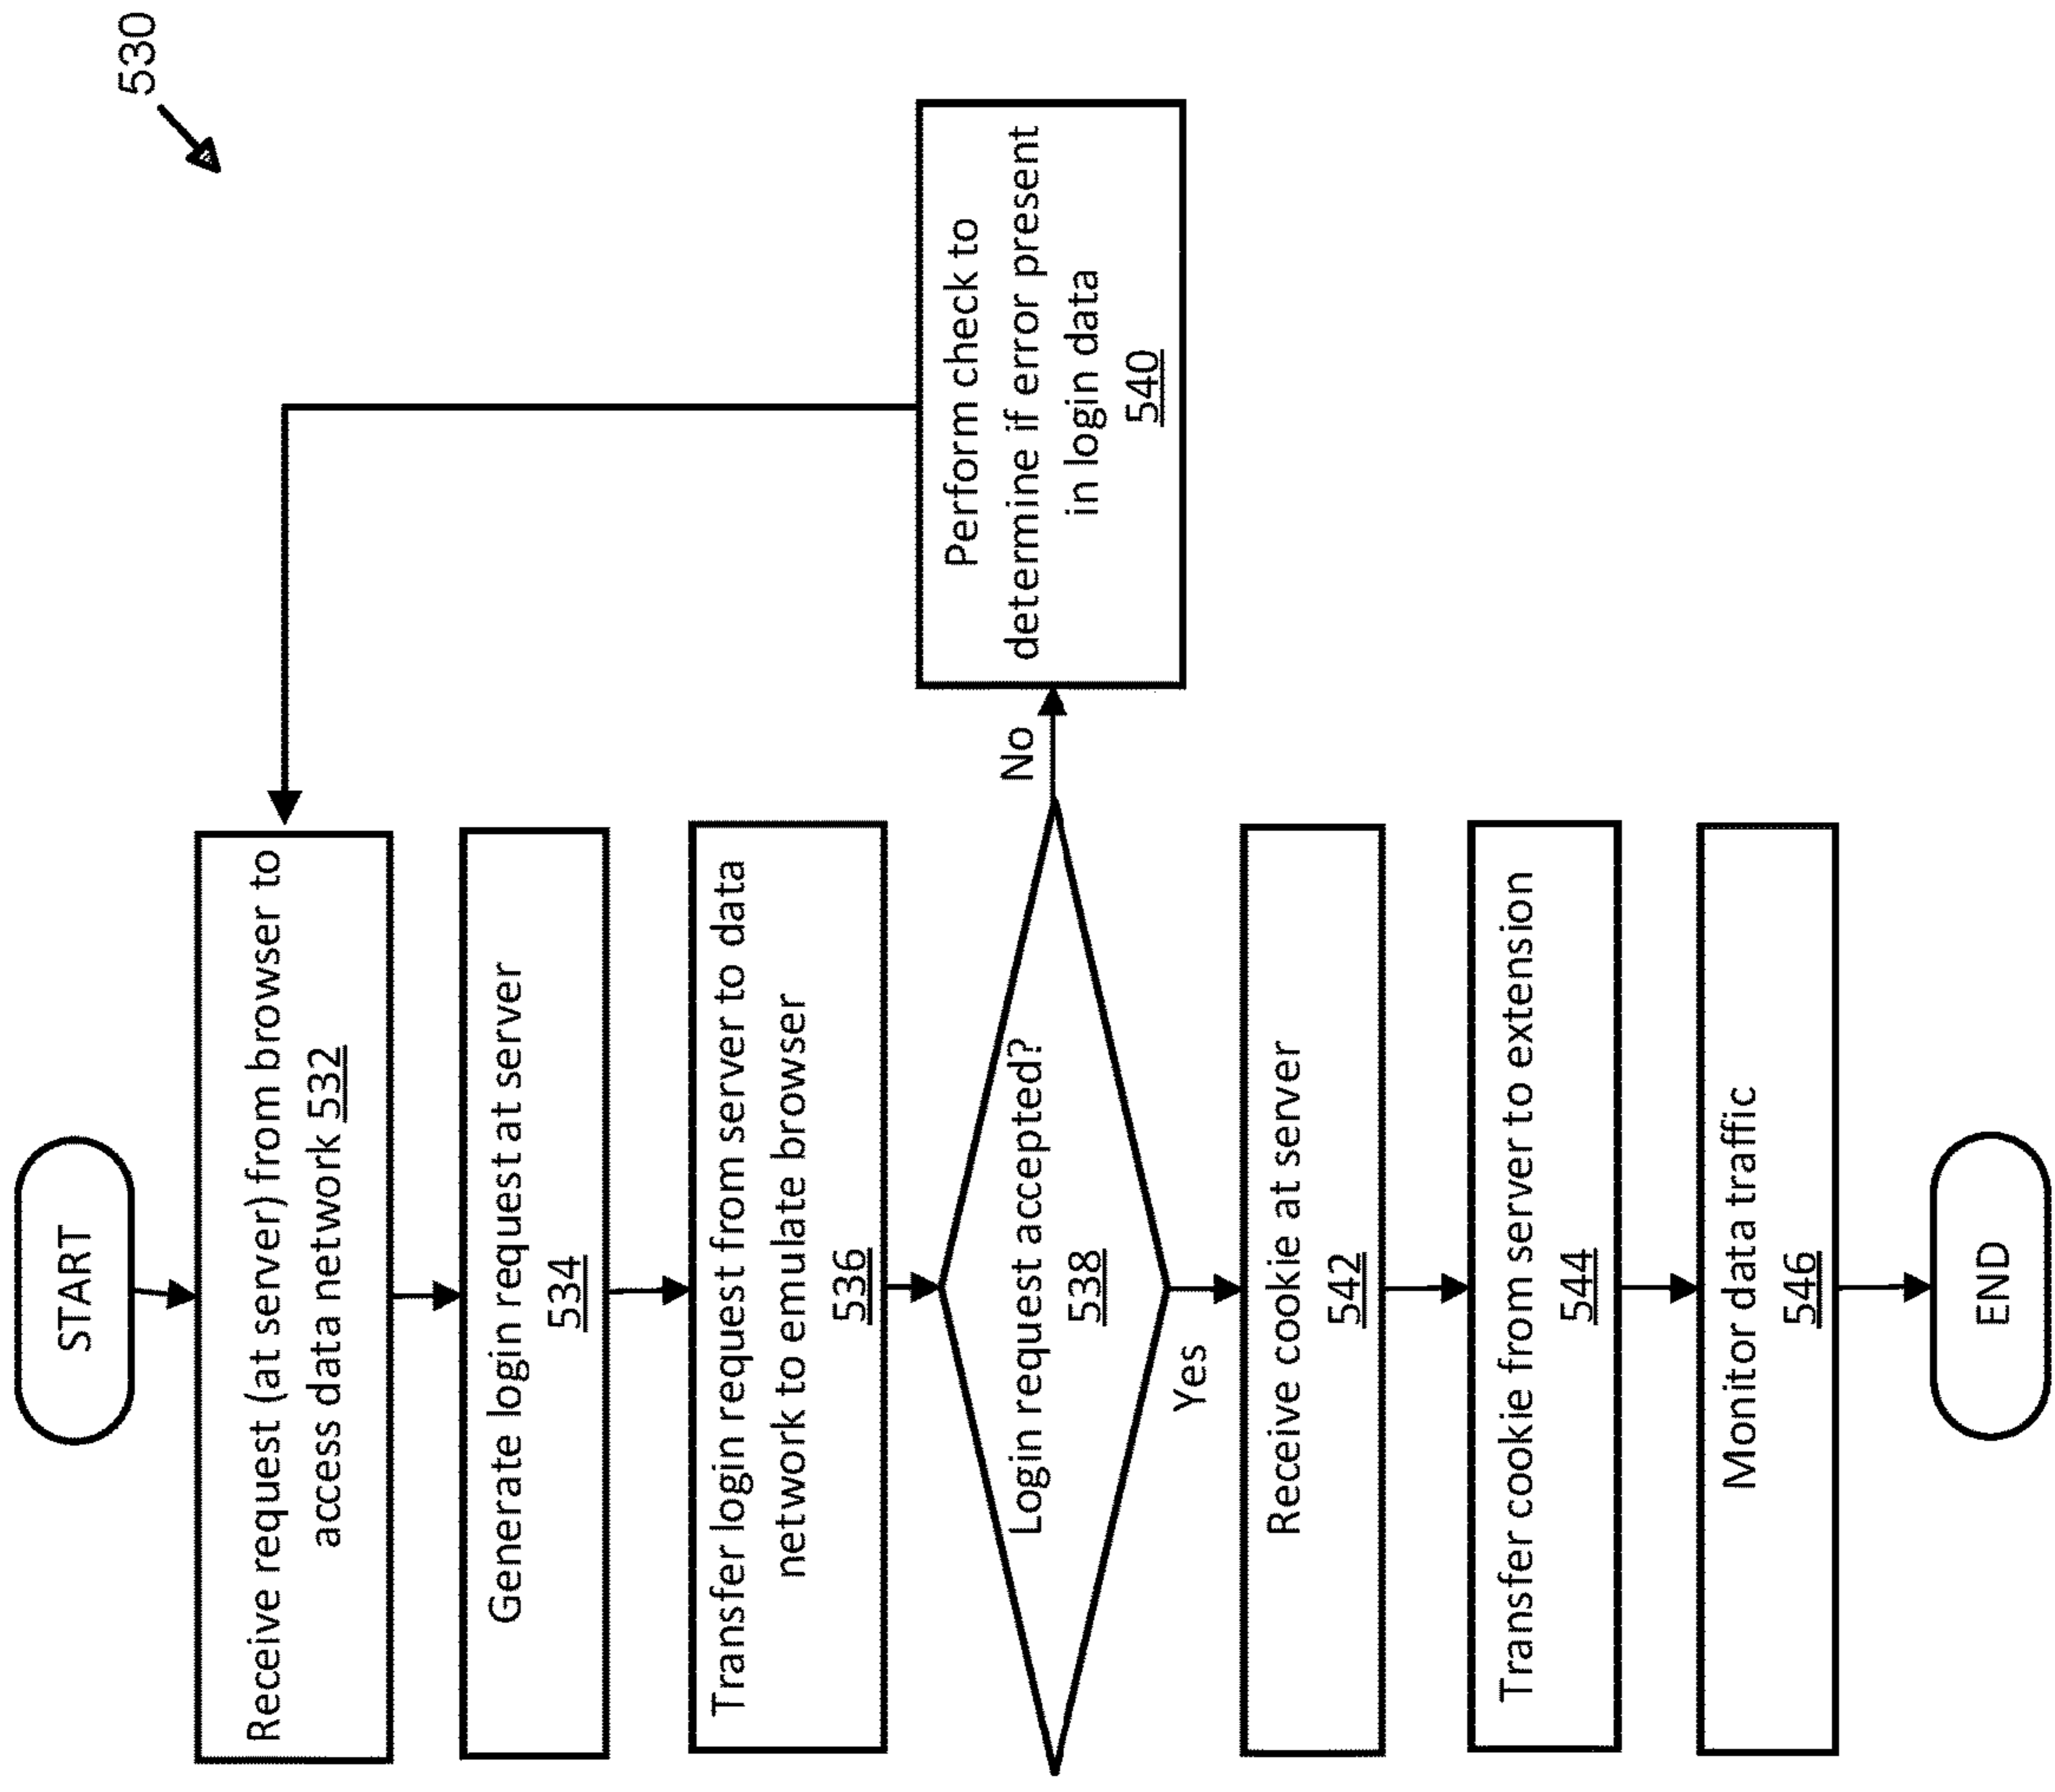 530
START
Receive request (at server) from browser to
access data network 532
Generate login request at server
534
Transfer login request from server to data
network to emulate browser
536
Login request accepted?
538
No
Perform check to
determine if error present
in login data
540
Yes
Receive cookie at server
542
Transfer cookie from server to extension
544
Monitor data traffic
546
END